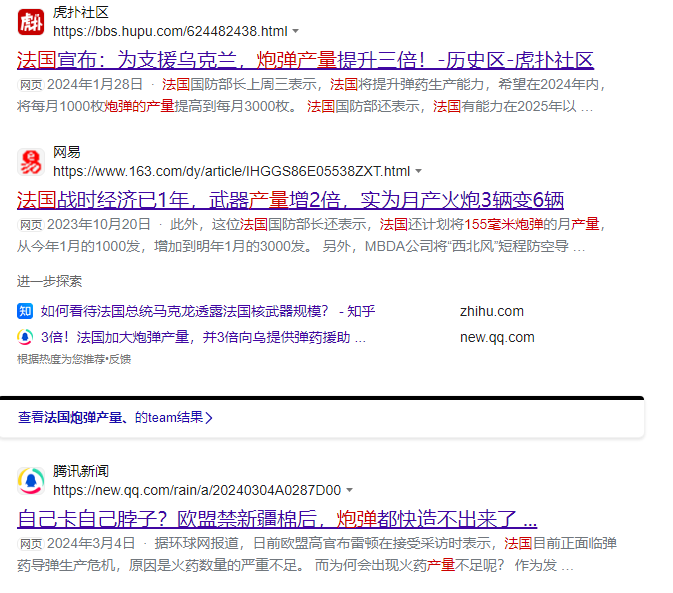 虎扑
虎扑社区
https://bbs.hupu.com/624482438.html
法国宣布：为支援乌克兰，炮弹产量提升三倍！-历史区-虎扑社区
网页 2024年1月28日 · 法国国防部长上周三表示，法国将提升弹药生产能力，希望在2024年内，
将每月1000枚炮弹的产量提高到每月3000枚。 法国国防部还表示，法国有能力在2025年以 ...
易
网易
https://www.163.com/dy/article/IHGGS86E05538ZXT.html
法国战时经济已1年，武器产量增2倍，实为月产火炮3辆变6辆
网页 2023年10月20日 · 此外，这位法国国防部长还表示，法国还计划将155毫米炮弹的月产量，
从今年1月的1000发，增加到明年1月的3000发。 另外，MBDA公司将“西北风”短程防空导 ...
进一步探索
知 如何看待法国总统马克龙透露法国核武器规模？ - 知乎 zhihu.com
3倍！法国加大炮弹产量，并3倍向乌提供弹药援助 ... new.qq.com
根据热度为您推荐•反馈
查看法国炮弹产量、的team结果
腾讯新闻
https://new.qq.com/rain/a/20240304A0287D00
自己卡自己脖子？欧盟禁新疆棉后，炮弹都快造不出来了 ...
网页 2024年3月4日 · 据环球网报道，日前欧盟高官布雷顿在接受采访时表示，法国目前正面临弹
药导弹生产危机，原因是火药数量的严重不足。 而为何会出现火药产量不足呢？ 作为发 ...